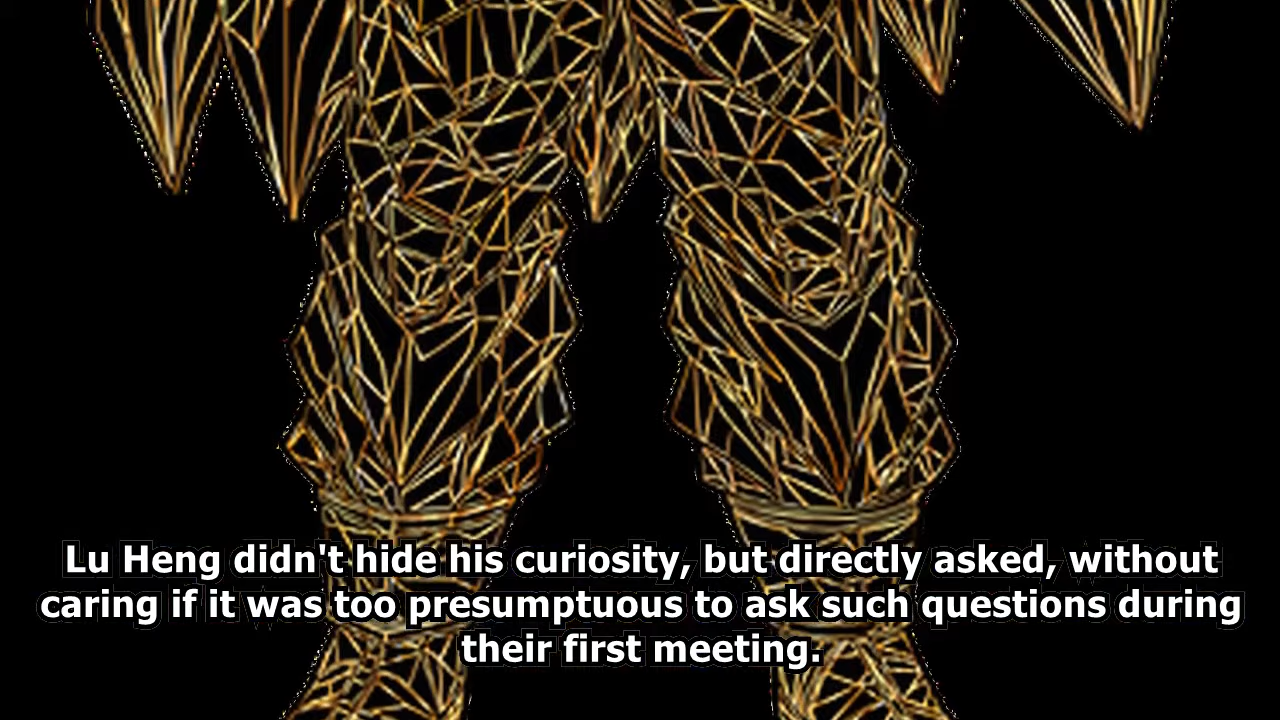 Lu Heng didn't hide his curiosity, but directly asked, without
caring if it was too presumptuous to ask such questions during
their first meeting.